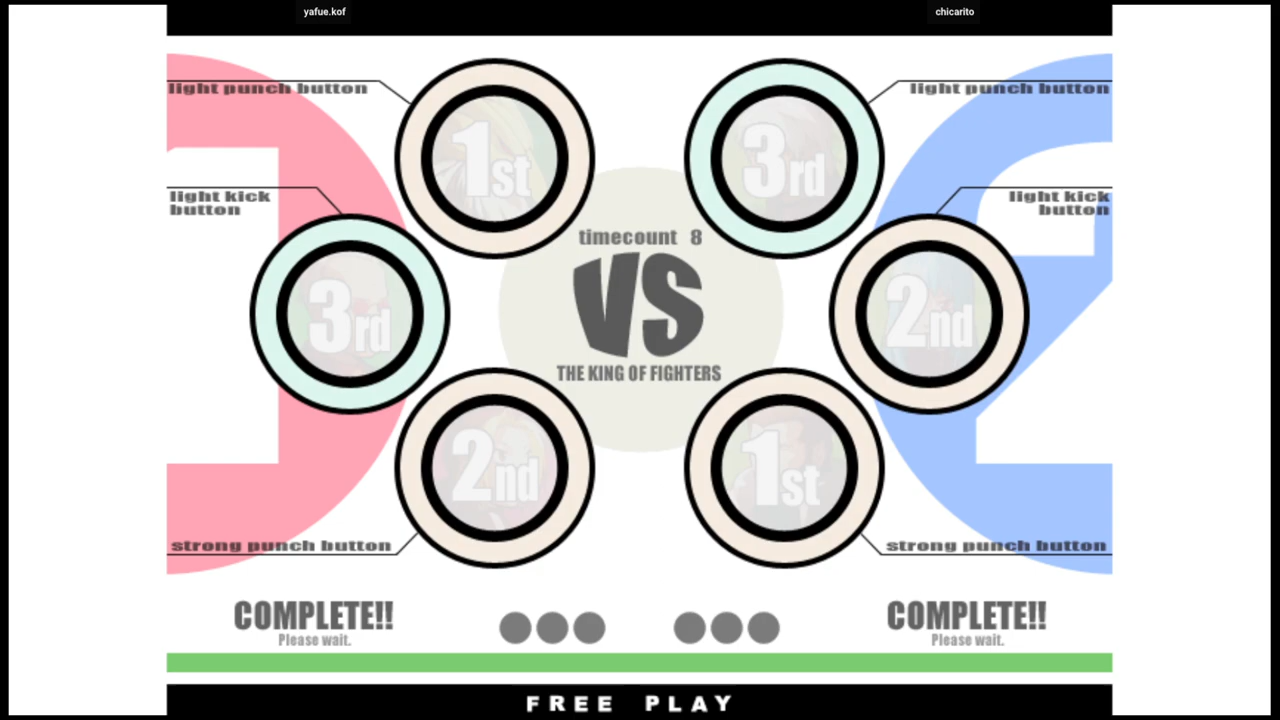 yafue.kof
chicarito
light punch button
light punch button
1st
3rd
light kick
button
light kick
button
timecount 8
VS
THE KING OF FIGHTERS
3rd
2nd
2nd
1st
strong punch button
strong punch button
COMPLETE!!
Please wait.
COMPLETE!!
Please wait.
FREE PLAY